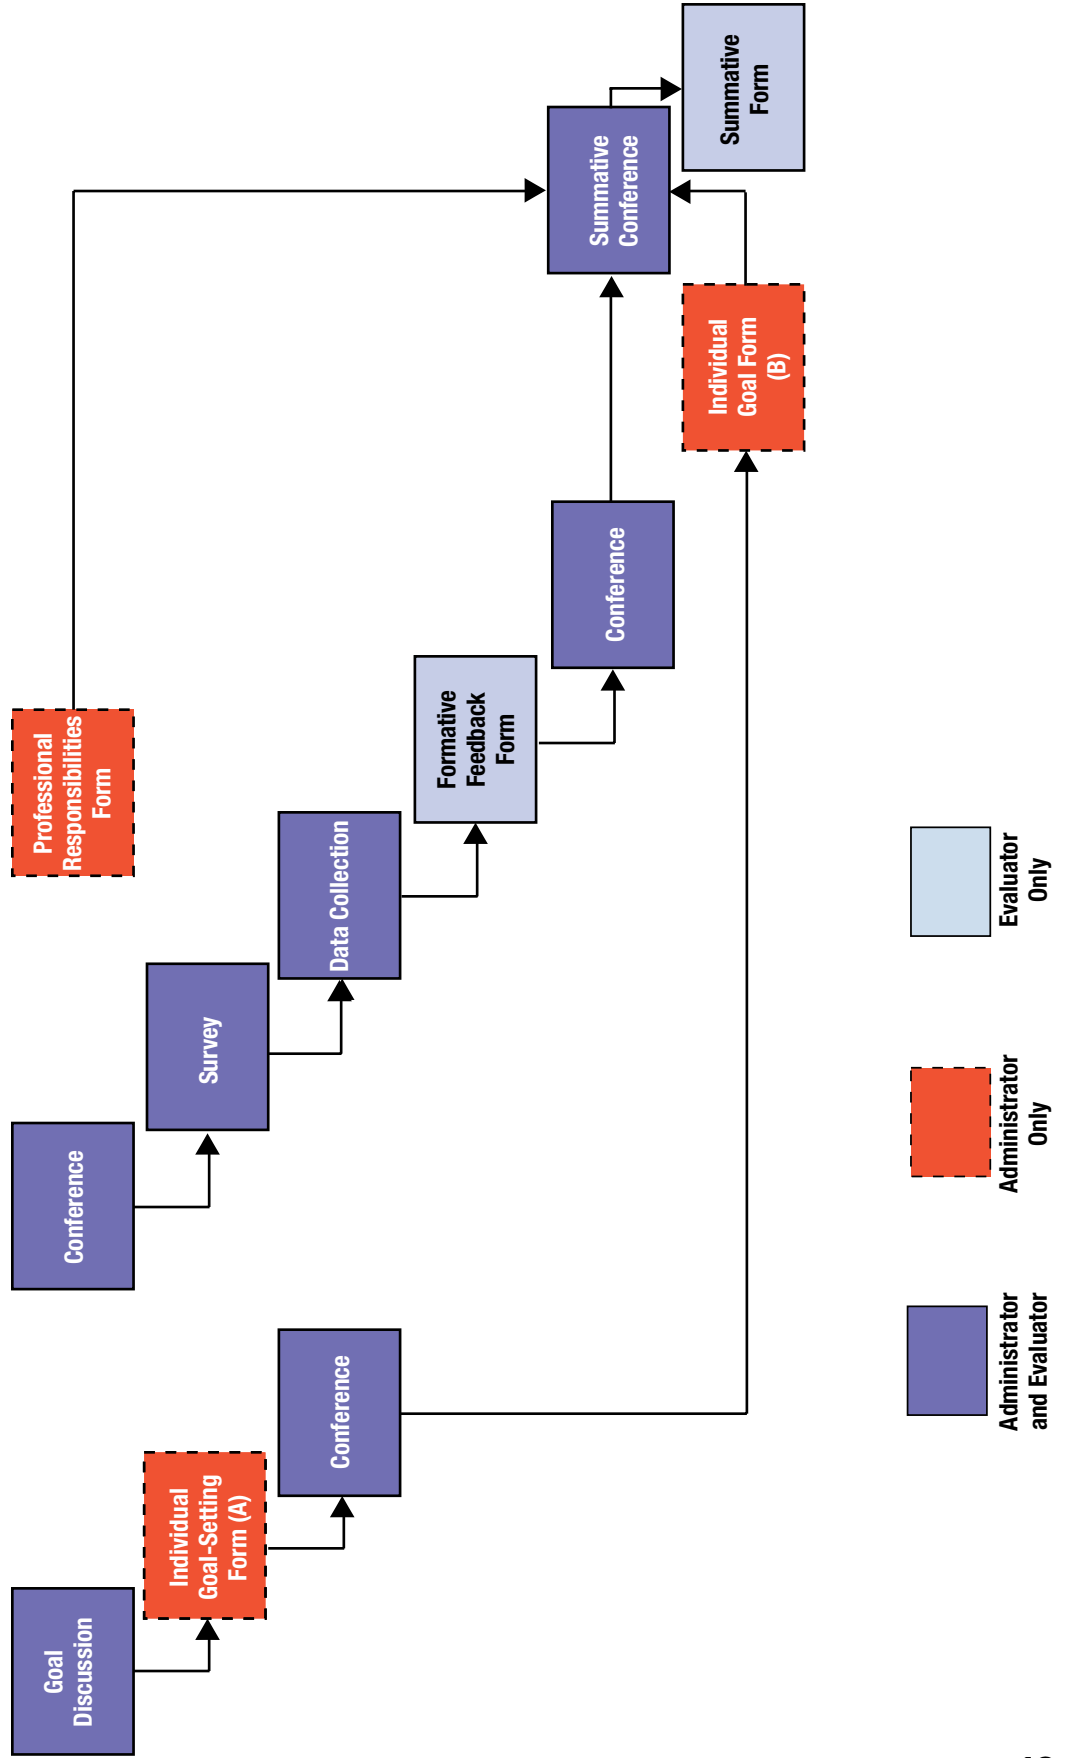 Goal
Discussion
Individual
Goal-Setting
Form (A)
Conference
Conference
Survey
Data Collection
Formative
Feedback
Form
Professional
Responsibilities
Form
Conference
Individual
Goal Form
(B)
Summative
Conference
Summative
Form
Administrator
and Evaluator
Administrator
Only
Evaluator
Only